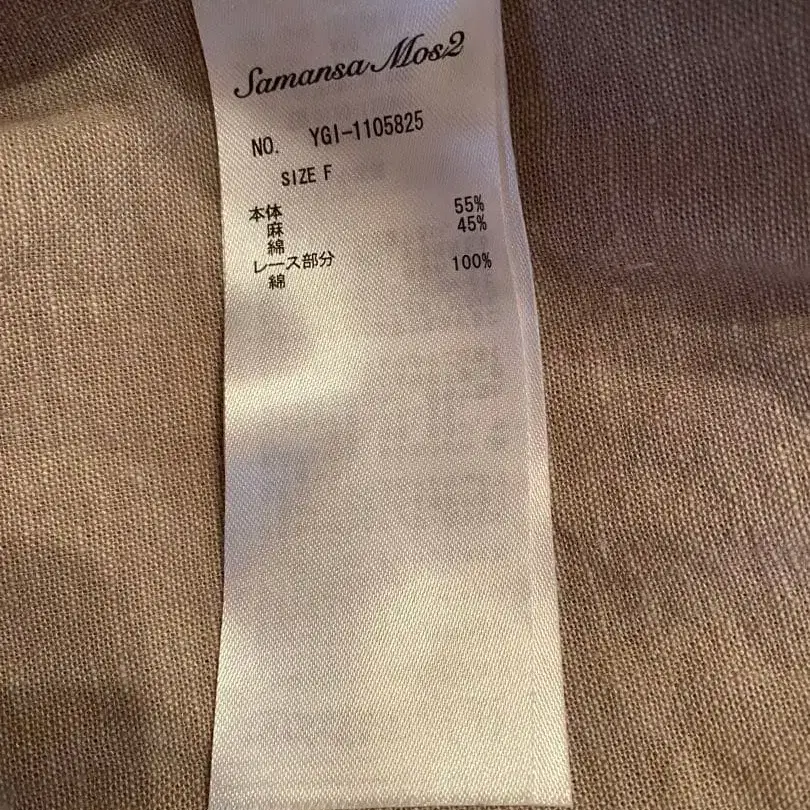 Samansa Mos2
NO. YGI-1105825
SIZE F
本体
麻 55%
綿 45%
レース部分
綿 100%